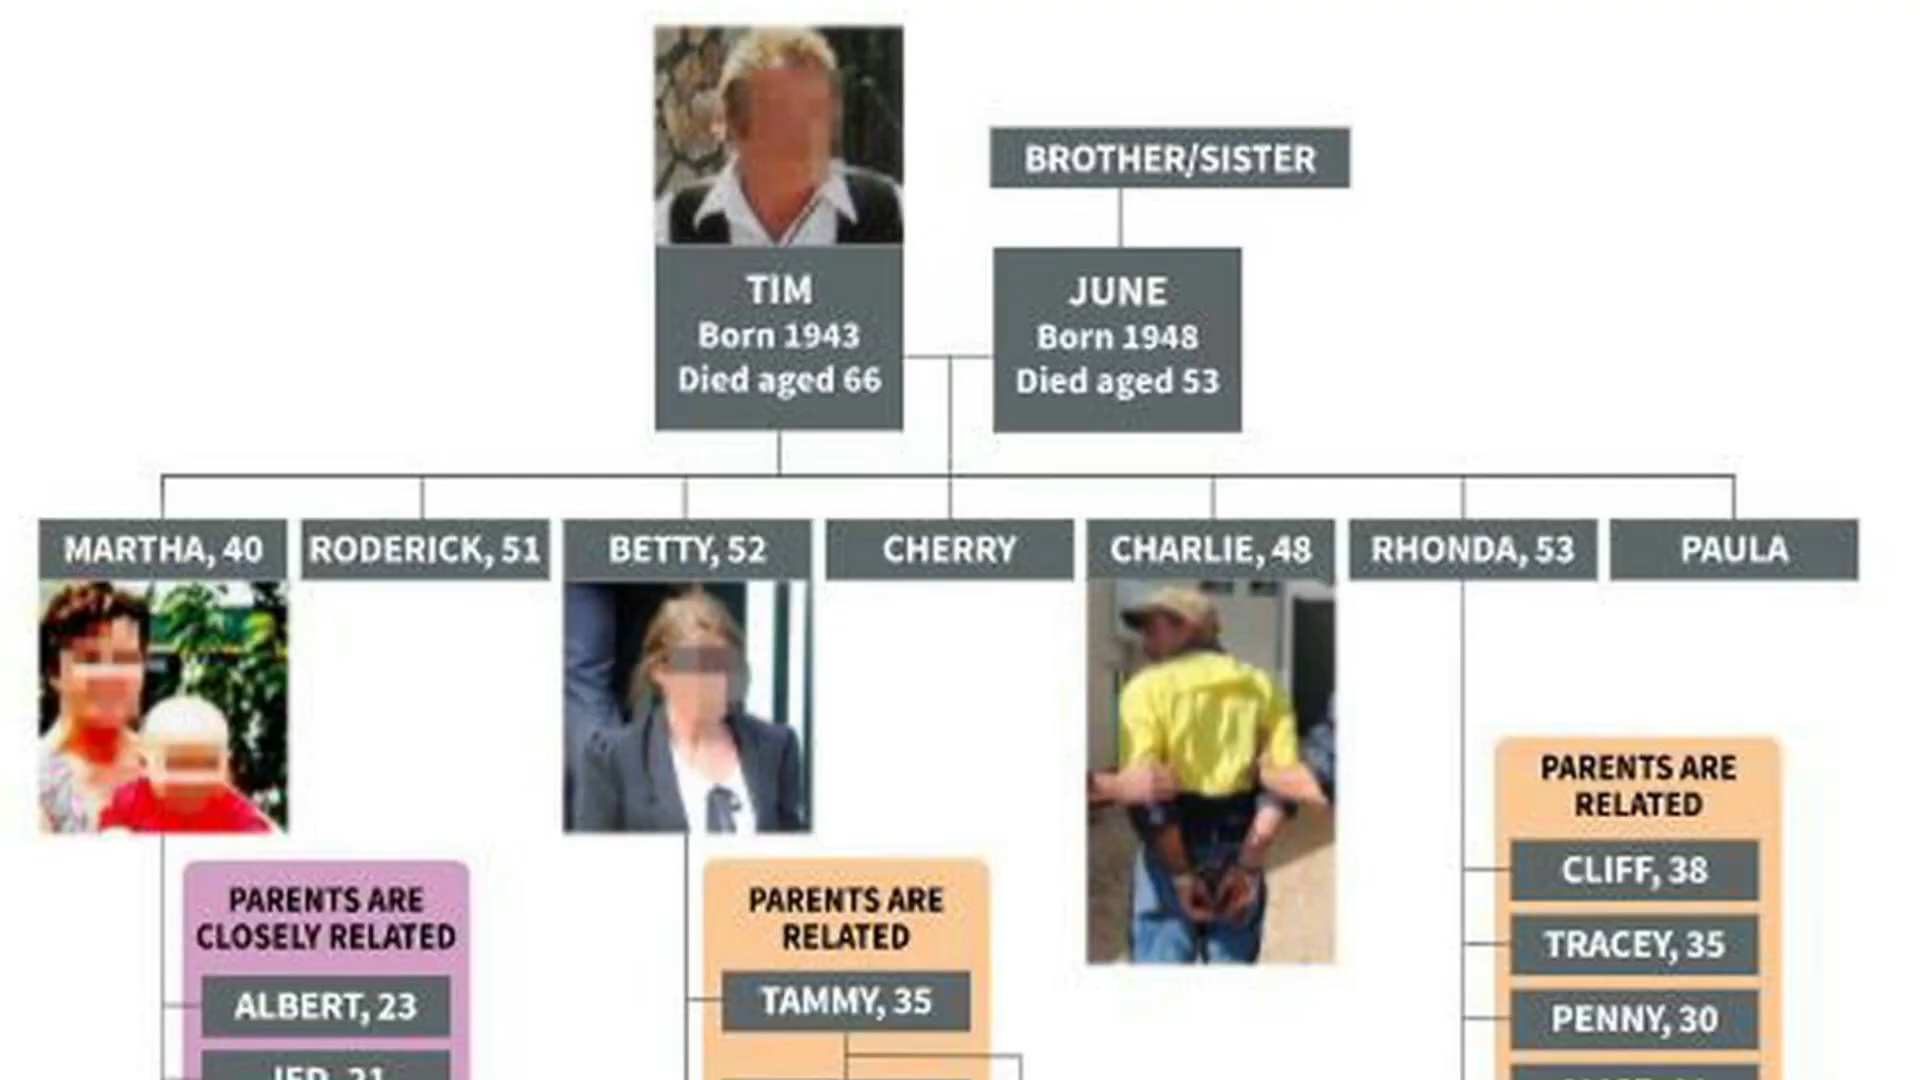 BROTHER/SISTER
TIM
Born 1943
Died aged 66
JUNE
Born 1948
Died aged 53
MARTHA, 40
RODERICK, 51
BETTY, 52
CHERRY
CHARLIE, 48
RHONDA, 53
PAULA
PARENTS ARE
CLOSELY RELATED
ALBERT, 23
PARENTS ARE
RELATED
TAMMY, 35
PARENTS ARE
RELATED
CLIFF, 38
TRACEY, 35
PENNY, 30